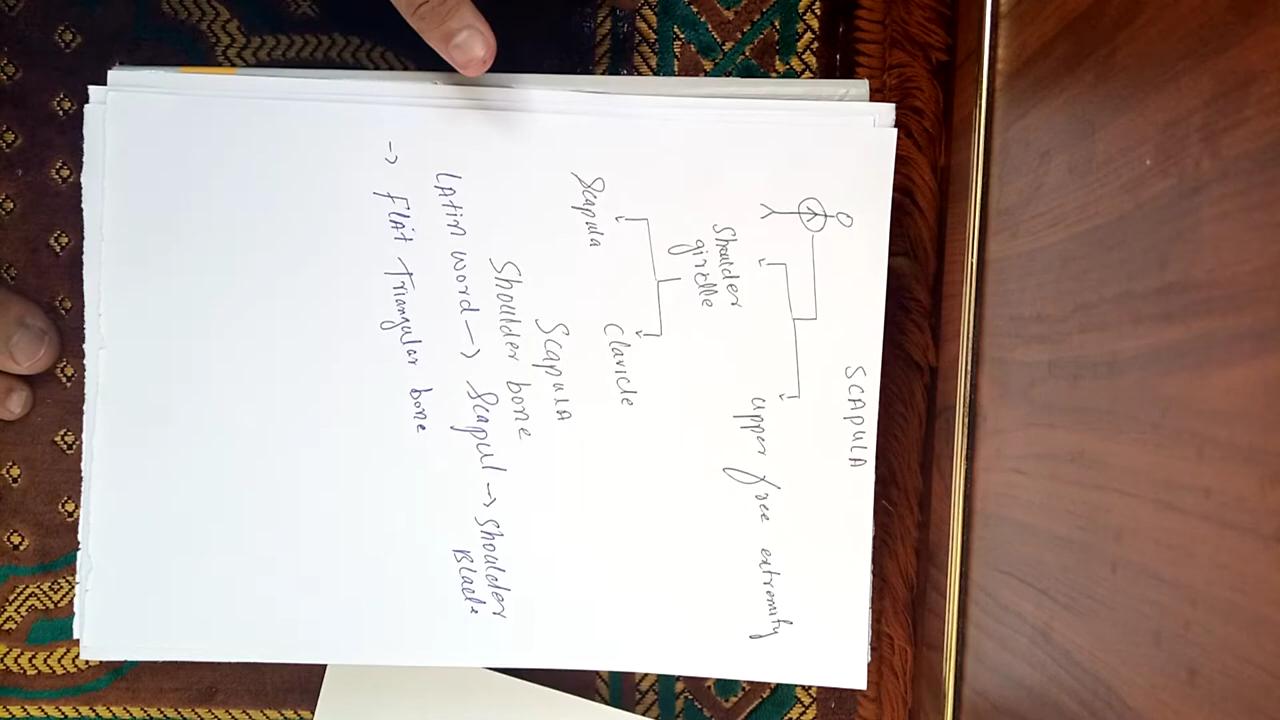 SCAPULA
Shoulder girdle
upper free extremity
Scapula
Clavicle
SCAPULA
Shoulder bone
LAtin word -> Scapul -> shoulder Blade
-> FLAt Triangular bone